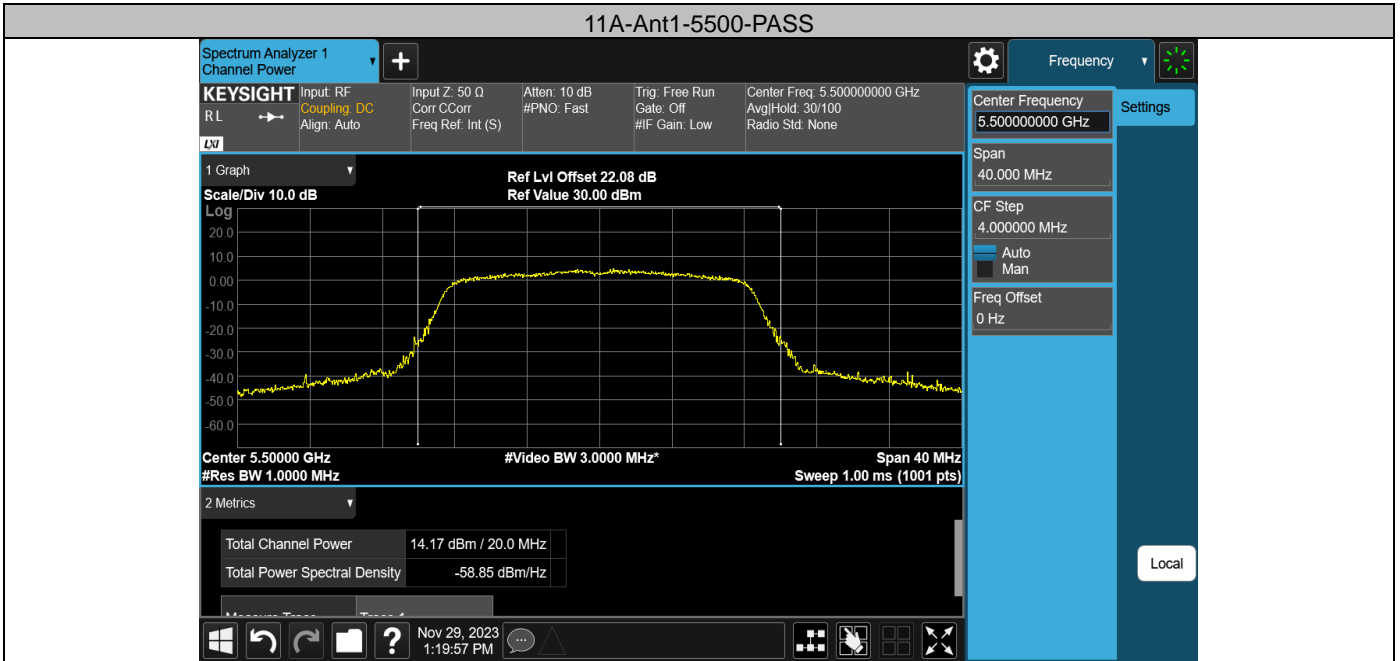 11A-Ant1-5500-PASS
Spectrum Analyzer 1
Channel Power
+
Frequency
KEYSIGHT
RL
LXI
Input: RF
Coupling: DC
Align: Auto
Input Z: 50 Ω
Corr CCorr
Freq Ref: Int (S)
Atten: 10 dB
#PNO: Fast
Trig: Free Run
Gate: Off
#IF Gain: Low
Center Freq: 5.500000000 GHz
Avg|Hold: 30/100
Radio Std: None
Center Frequency
5.500000000 GHz
Settings
Span
40.000 MHz
CF Step
4.000000 MHz
Auto
Man
Freq Offset
0 Hz
Local
1 Graph
Scale/Div 10.0 dB
Ref Lvl Offset 22.08 dB
Ref Value 30.00 dBm
Log
20.0
10.0
0.00
-10.0
-20.0
-30.0
-40.0
-50.0
-60.0
Center 5.50000 GHz
#Res BW 1.0000 MHz
#Video BW 3.0000 MHz*
Span 40 MHz
Sweep 1.00 ms (1001 pts)
2 Metrics
Total Channel Power 14.17 dBm / 20.0 MHz
Total Power Spectral Density -58.85 dBm/Hz
?
Nov 29, 2023
1:19:57 PM